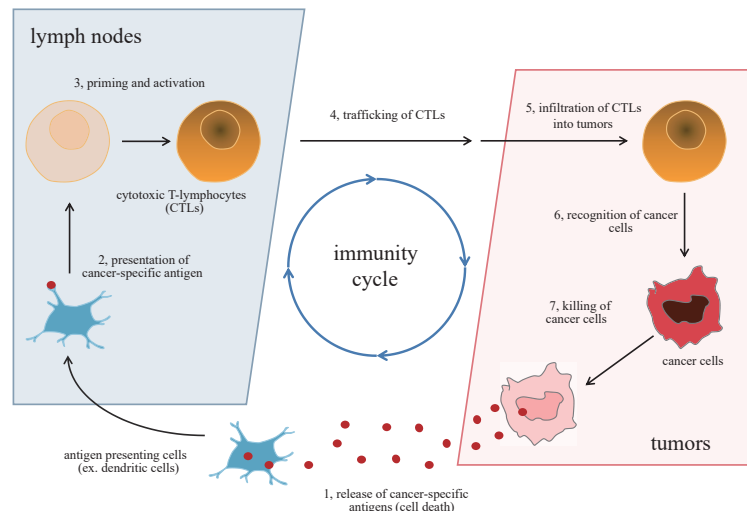 lymph nodes
3, priming and activation
cytotoxic T-lymphocytes
(CTLs)
4, trafficking of CTLs
5, infiltration of CTLs
into tumors
2, presentation of
cancer-specific antigen
immunity
cycle
6, recognition of cancer
cells
7, killing of
cancer cells
cancer cells
tumors
antigen presenting cells
(ex. dendritic cells)
1, release of cancer-specific
antigens (cell death)